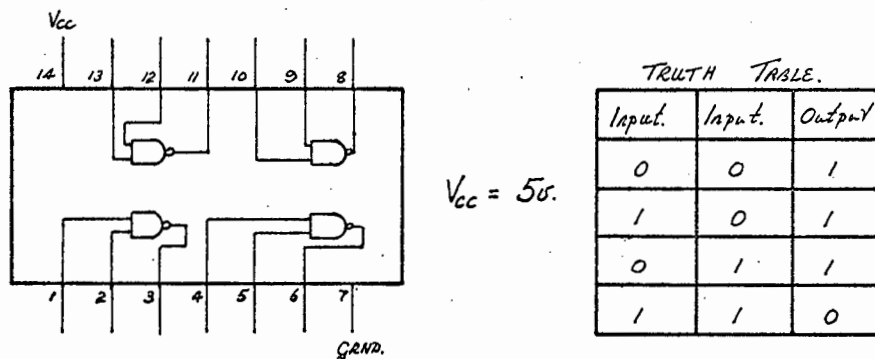 Vcc
14 13 12 11 10 9 8
1 2 3 4 5 6 7
GRND.
Vcc = 5v.
TRUTH TABLE.
Input. Input. Output
0 0 1
1 0 1
0 1 1
1 1 0